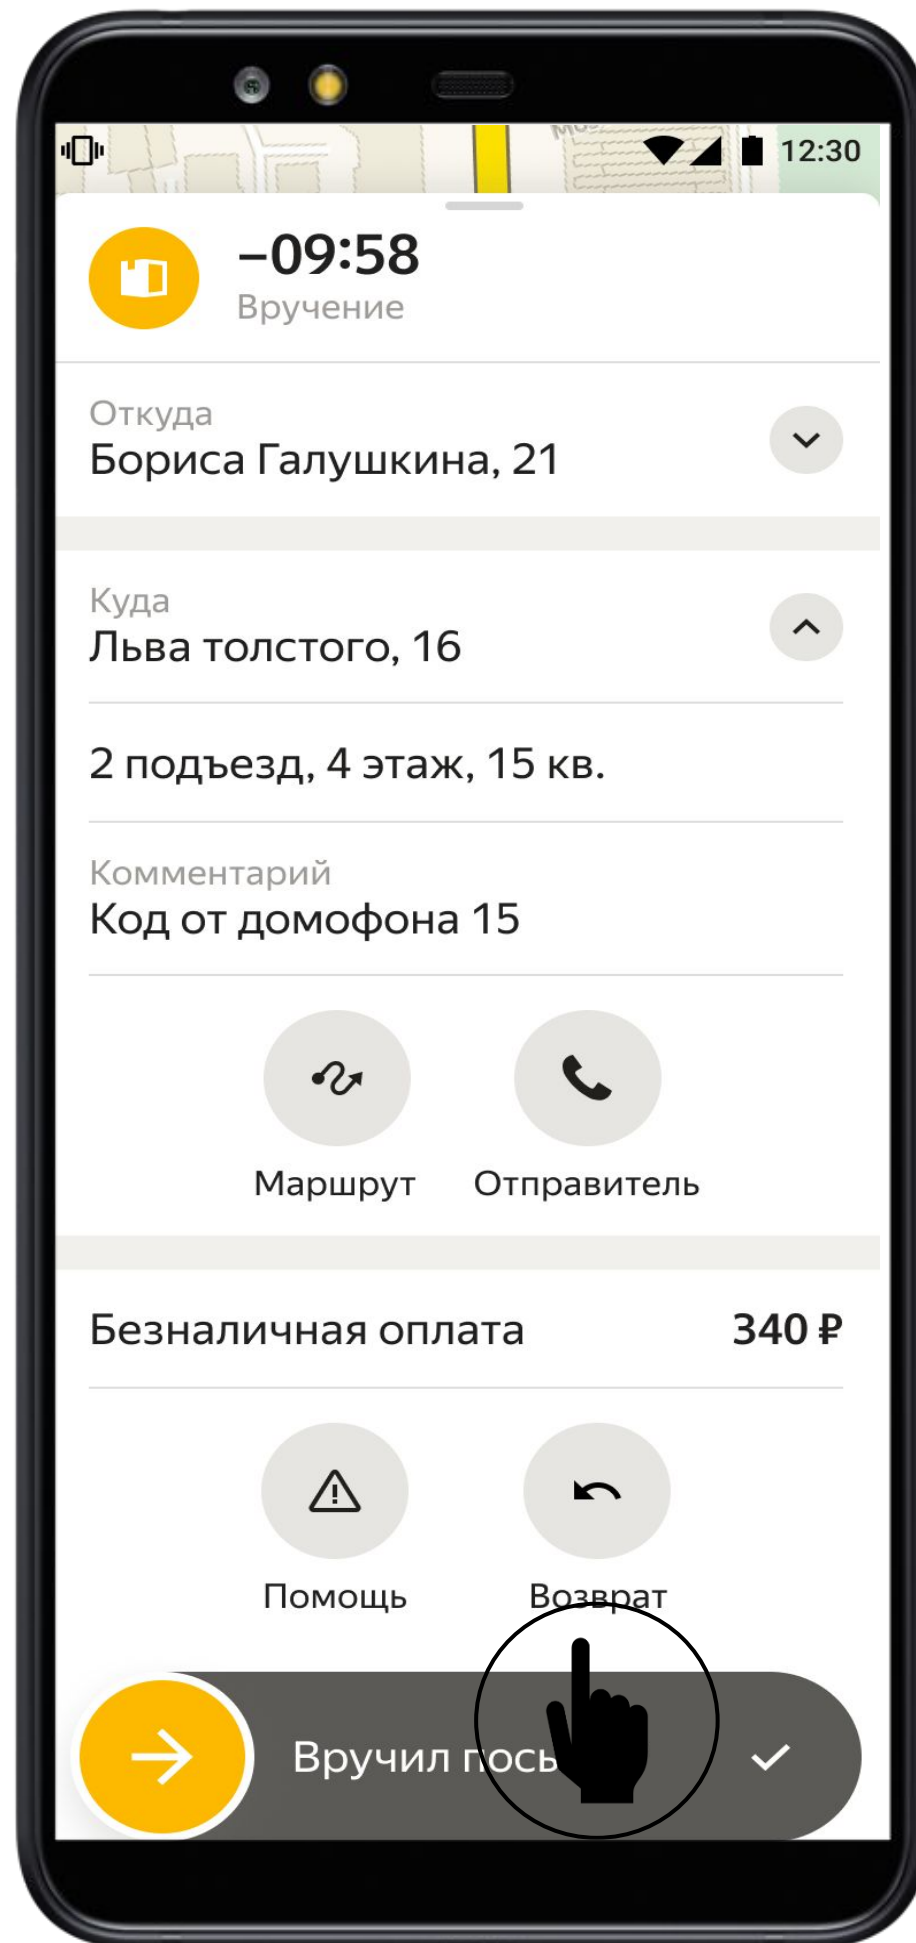 12:30
–09:58
Вручение
Откуда
Бориса Галушкина, 21
Куда
Льва толстого, 16
2 подъезд, 4 этаж, 15 кв.
Комментарий
Код от домофона 15
Маршрут Отправитель
Безналичная оплата 340 ₽
Помощь Возврат
Вручил